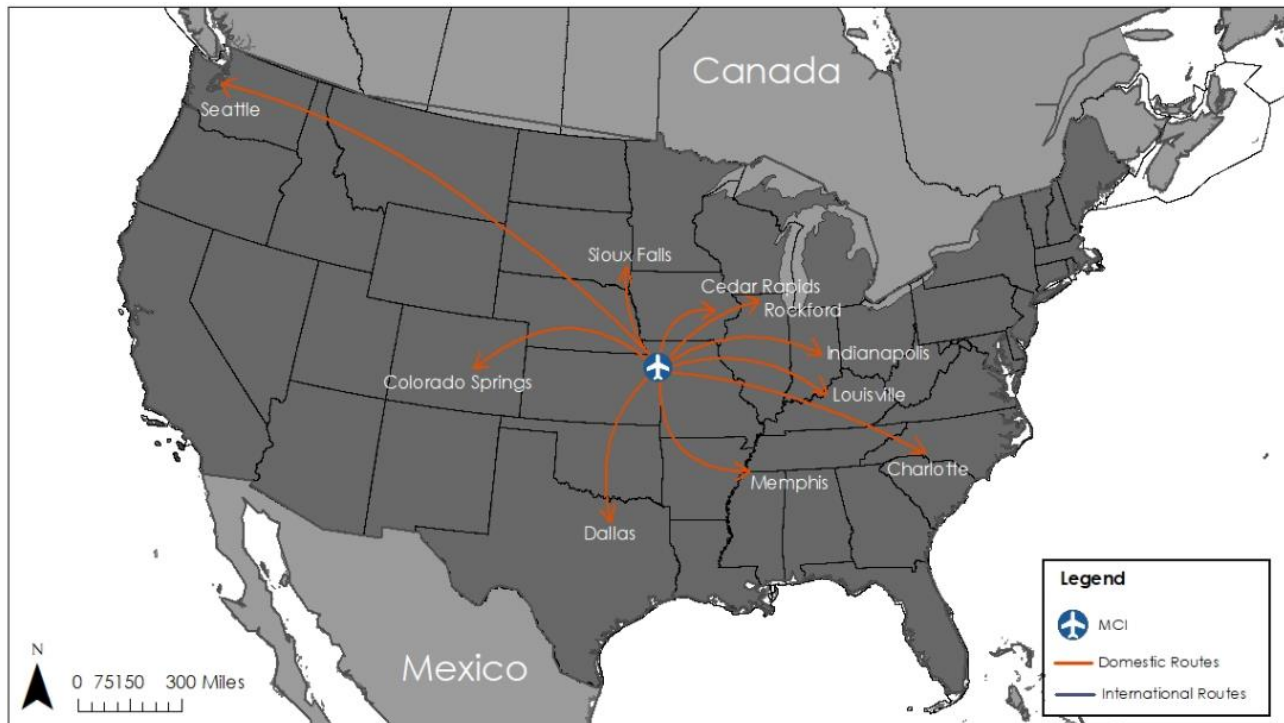 Canada
Seattle
Sioux Falls
Cedar Rapids
Rockford
Indianapolis
Colorado Springs
Louisville
Charlotte
Memphis
Dallas
Mexico
N
0 75150 300 Miles
Legend
MCI
Domestic Routes
International Routes